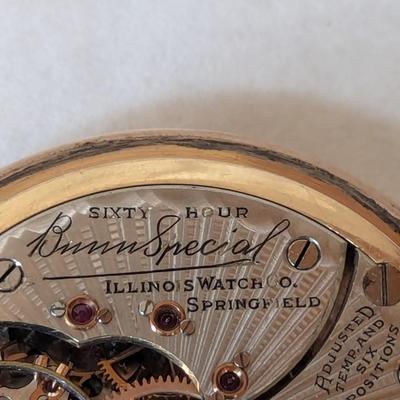 SIXTY HOUR
Bunn Special
ILLINOIS WATCH CO.
SPRINGFIELD
ADJUSTED
TEMP. AND
SIX
POSITIONS